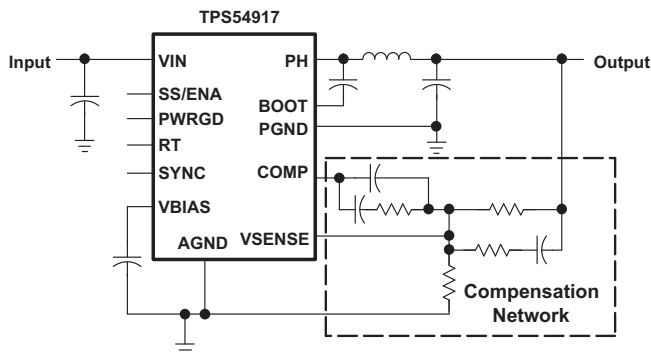 TPS54917
Input
VIN
PH
Output
SS/ENA
BOOT
PWRGD
PGND
RT
COMP
SYNC
VBIAS
AGND
VSENSE
Compensation
Network